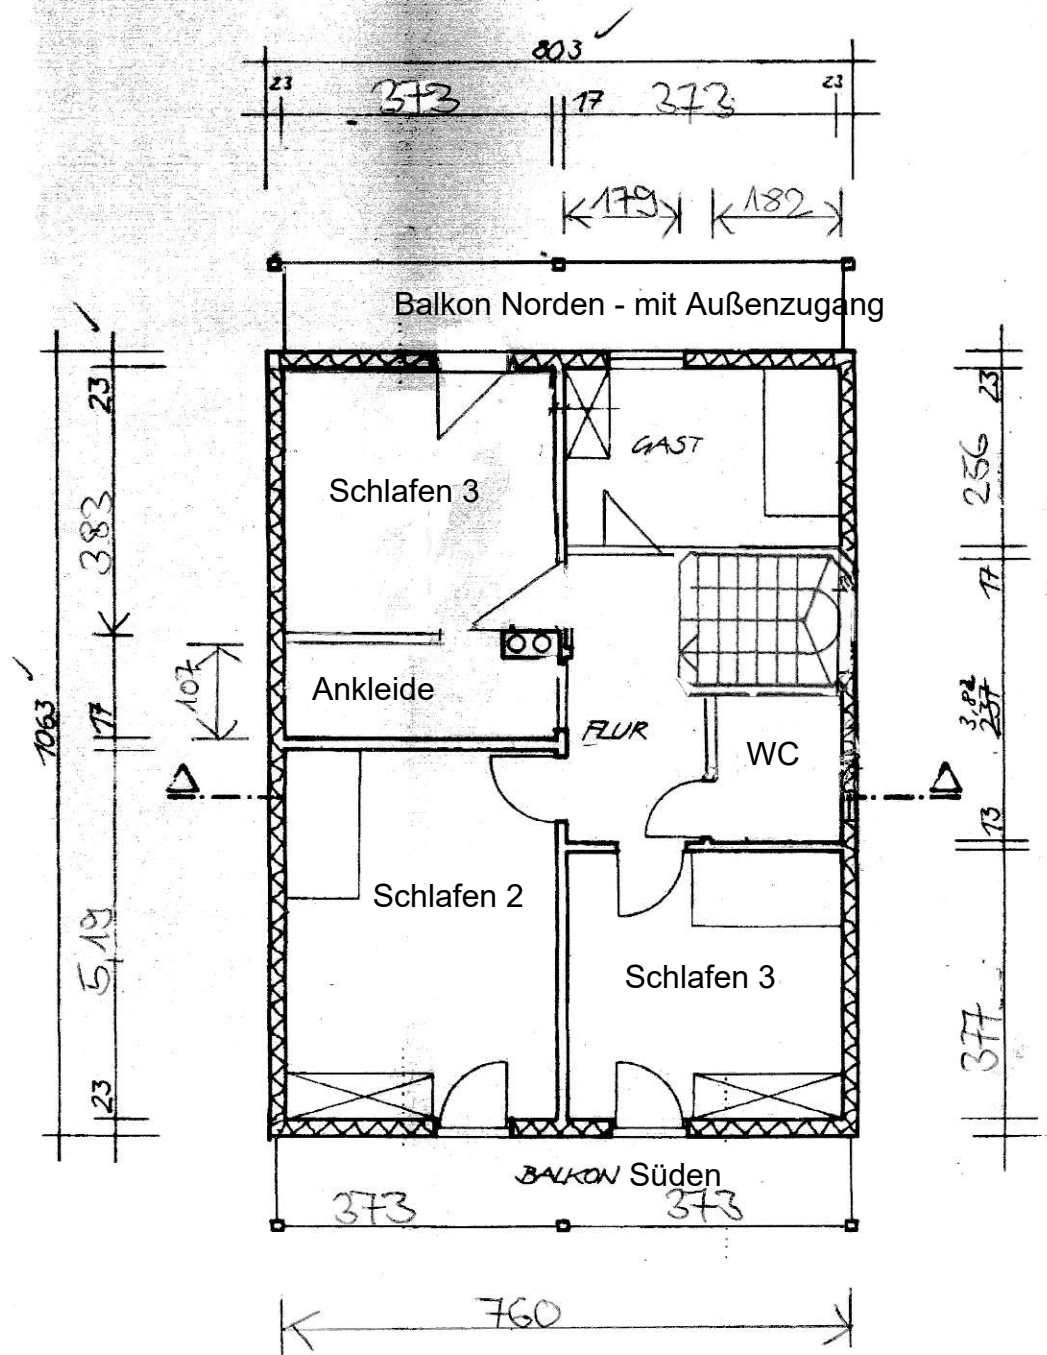 803
23 373 17 373 23
179 182
Balkon Norden - mit Außenzugang
23
23
GAST
256
Schlafen 3
383
17
107
Ankleide
1063
17
FLUR
3,82
237
WC
13
Schlafen 2
5,19
Schlafen 3
377
23
BALKON Süden
373 373
760